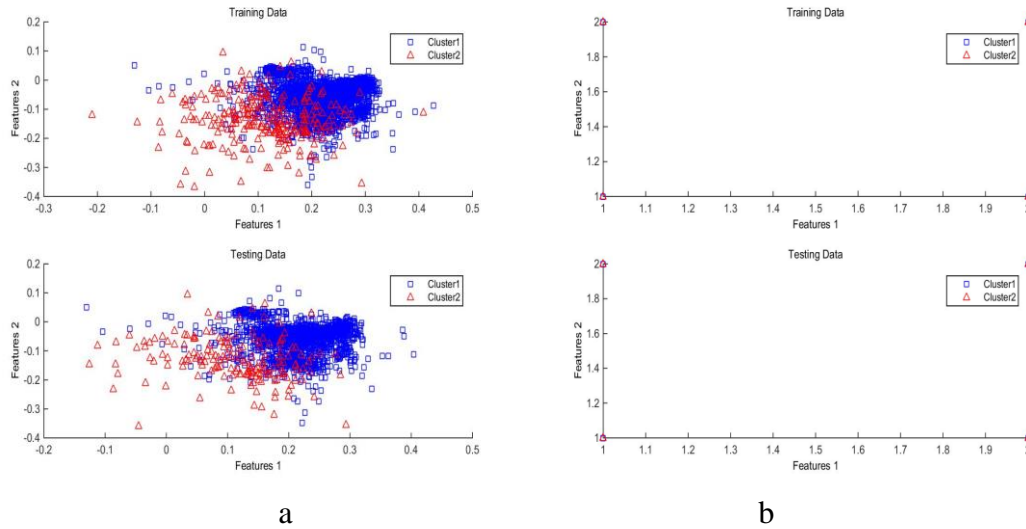 Training Data
Features 2
0.2
0.1
0
-0.1
-0.2
-0.3
-0.4
Cluster1
Cluster2
-0.3 -0.2 -0.1 0 0.1 0.2 0.3 0.4 0.5
Features 1
Training Data
Features 2
2
1.8
1.6
1.4
1.2
1
Cluster1
Cluster2
1 1.1 1.2 1.3 1.4 1.5 1.6 1.7 1.8 1.9
Features 1
Testing Data
Features 2
0.2
0.1
0
-0.1
-0.2
-0.3
-0.4
Cluster1
Cluster2
-0.2 -0.1 0 0.1 0.2 0.3 0.4 0.5
Features 1
Testing Data
Features 2
2
1.8
1.6
1.4
1.2
1
Cluster1
Cluster2
1 1.1 1.2 1.3 1.4 1.5 1.6 1.7 1.8 1.9
Features 1
a
b